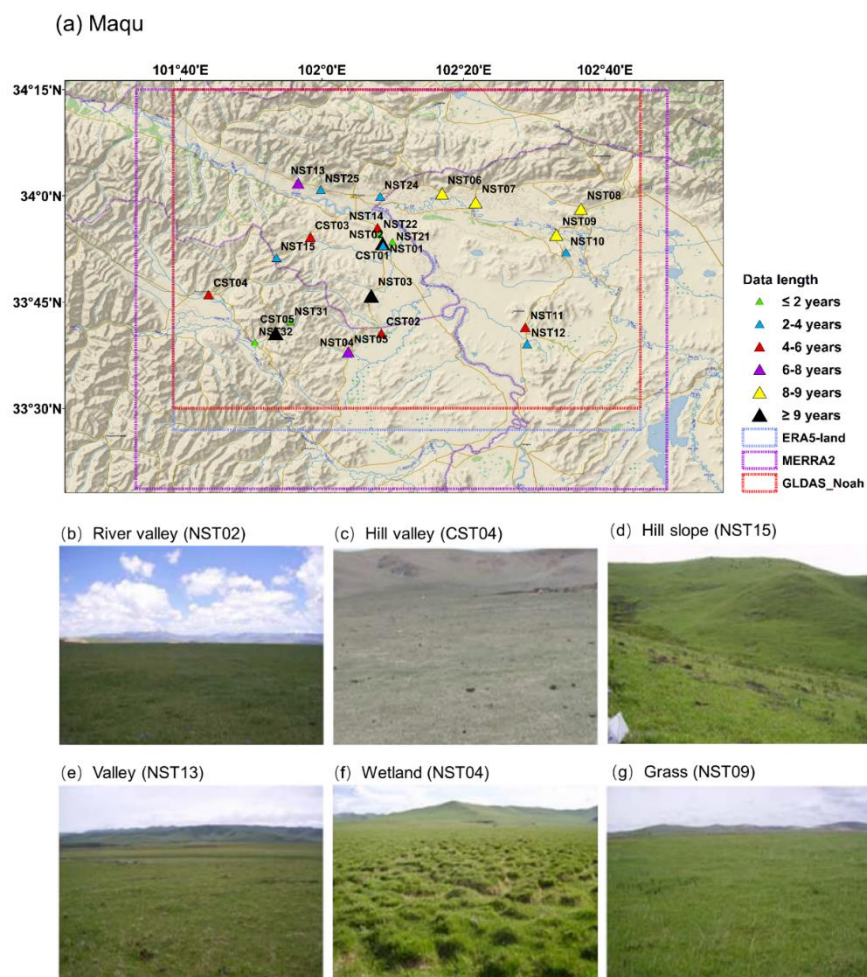 (a) Maqu
101°40'E 102°0'E 102°20'E 102°40'E
34°15'N
34°0'N
33°45'N
33°30'N
NST13
NST25
NST24
NST06
NST07
NST08
NST14
NST22
CST03
NST02
NST21
NST09
NST15
CST01
NST01
NST10
CST04
NST03
NST31
CST05
NST32
CST02
NST11
NST04
NST05
NST12
Data length
≤ 2 years
2-4 years
4-6 years
6-8 years
8-9 years
≥ 9 years
ERA5-land
MERRA2
GLDAS_Noah
(b) River valley (NST02)
(c) Hill valley (CST04)
(d) Hill slope (NST15)
(e) Valley (NST13)
(f) Wetland (NST04)
(g) Grass (NST09)